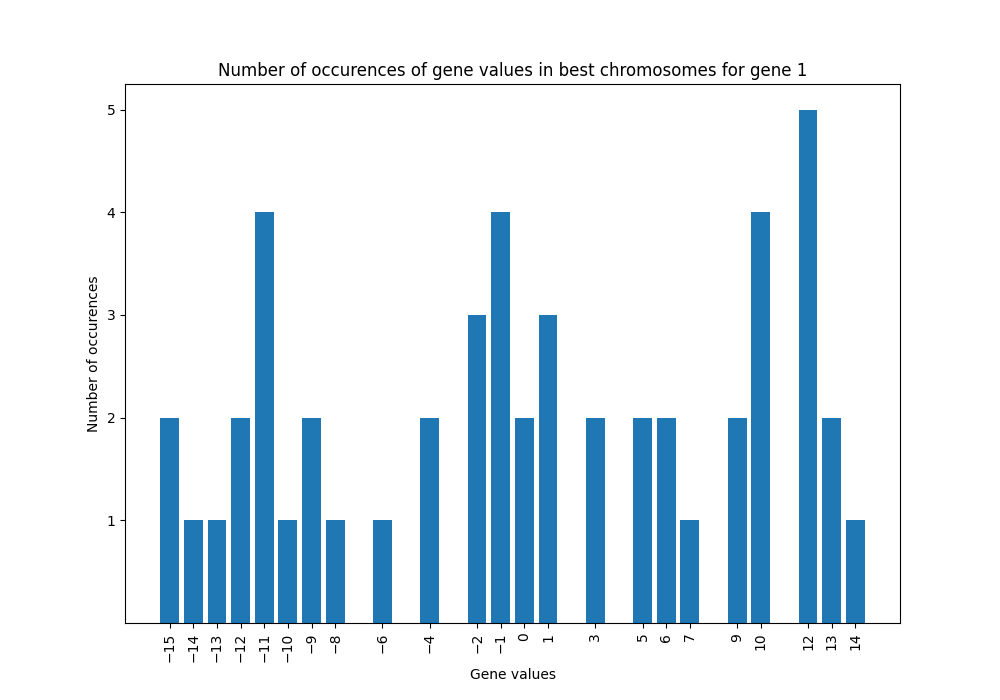 Number of occurences of gene values in best chromosomes for gene 1
Number of occurences
5
4
3
2
1
−15 −14 −13 −12 −11 −10 −9 −8 −6 −4 −2 −1 0 1 3 5 6 7 9 10 12 13 14
Gene values